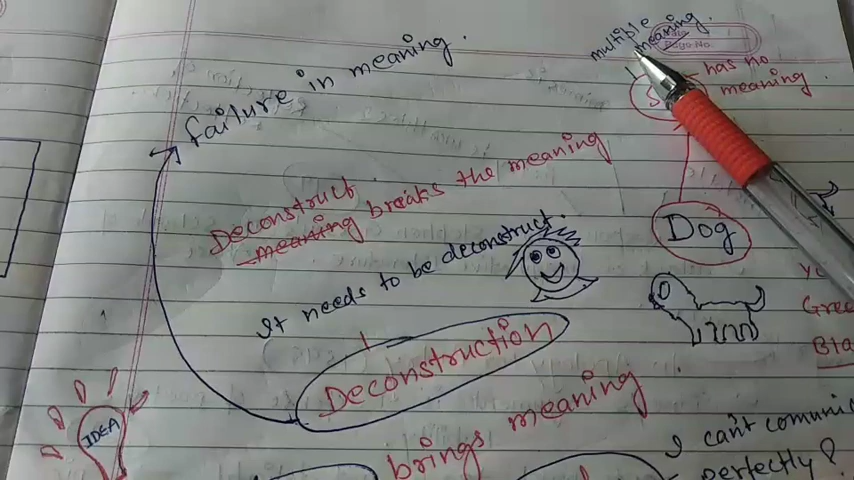 multiple
meaning.
failure in meaning.
has no
meaning.
Deconstruct
meaning breaks the meaning
Dog
It needs to be deconstruct.
Deconstruction
IDEA
brings meaning
I can't communi
perfectly?